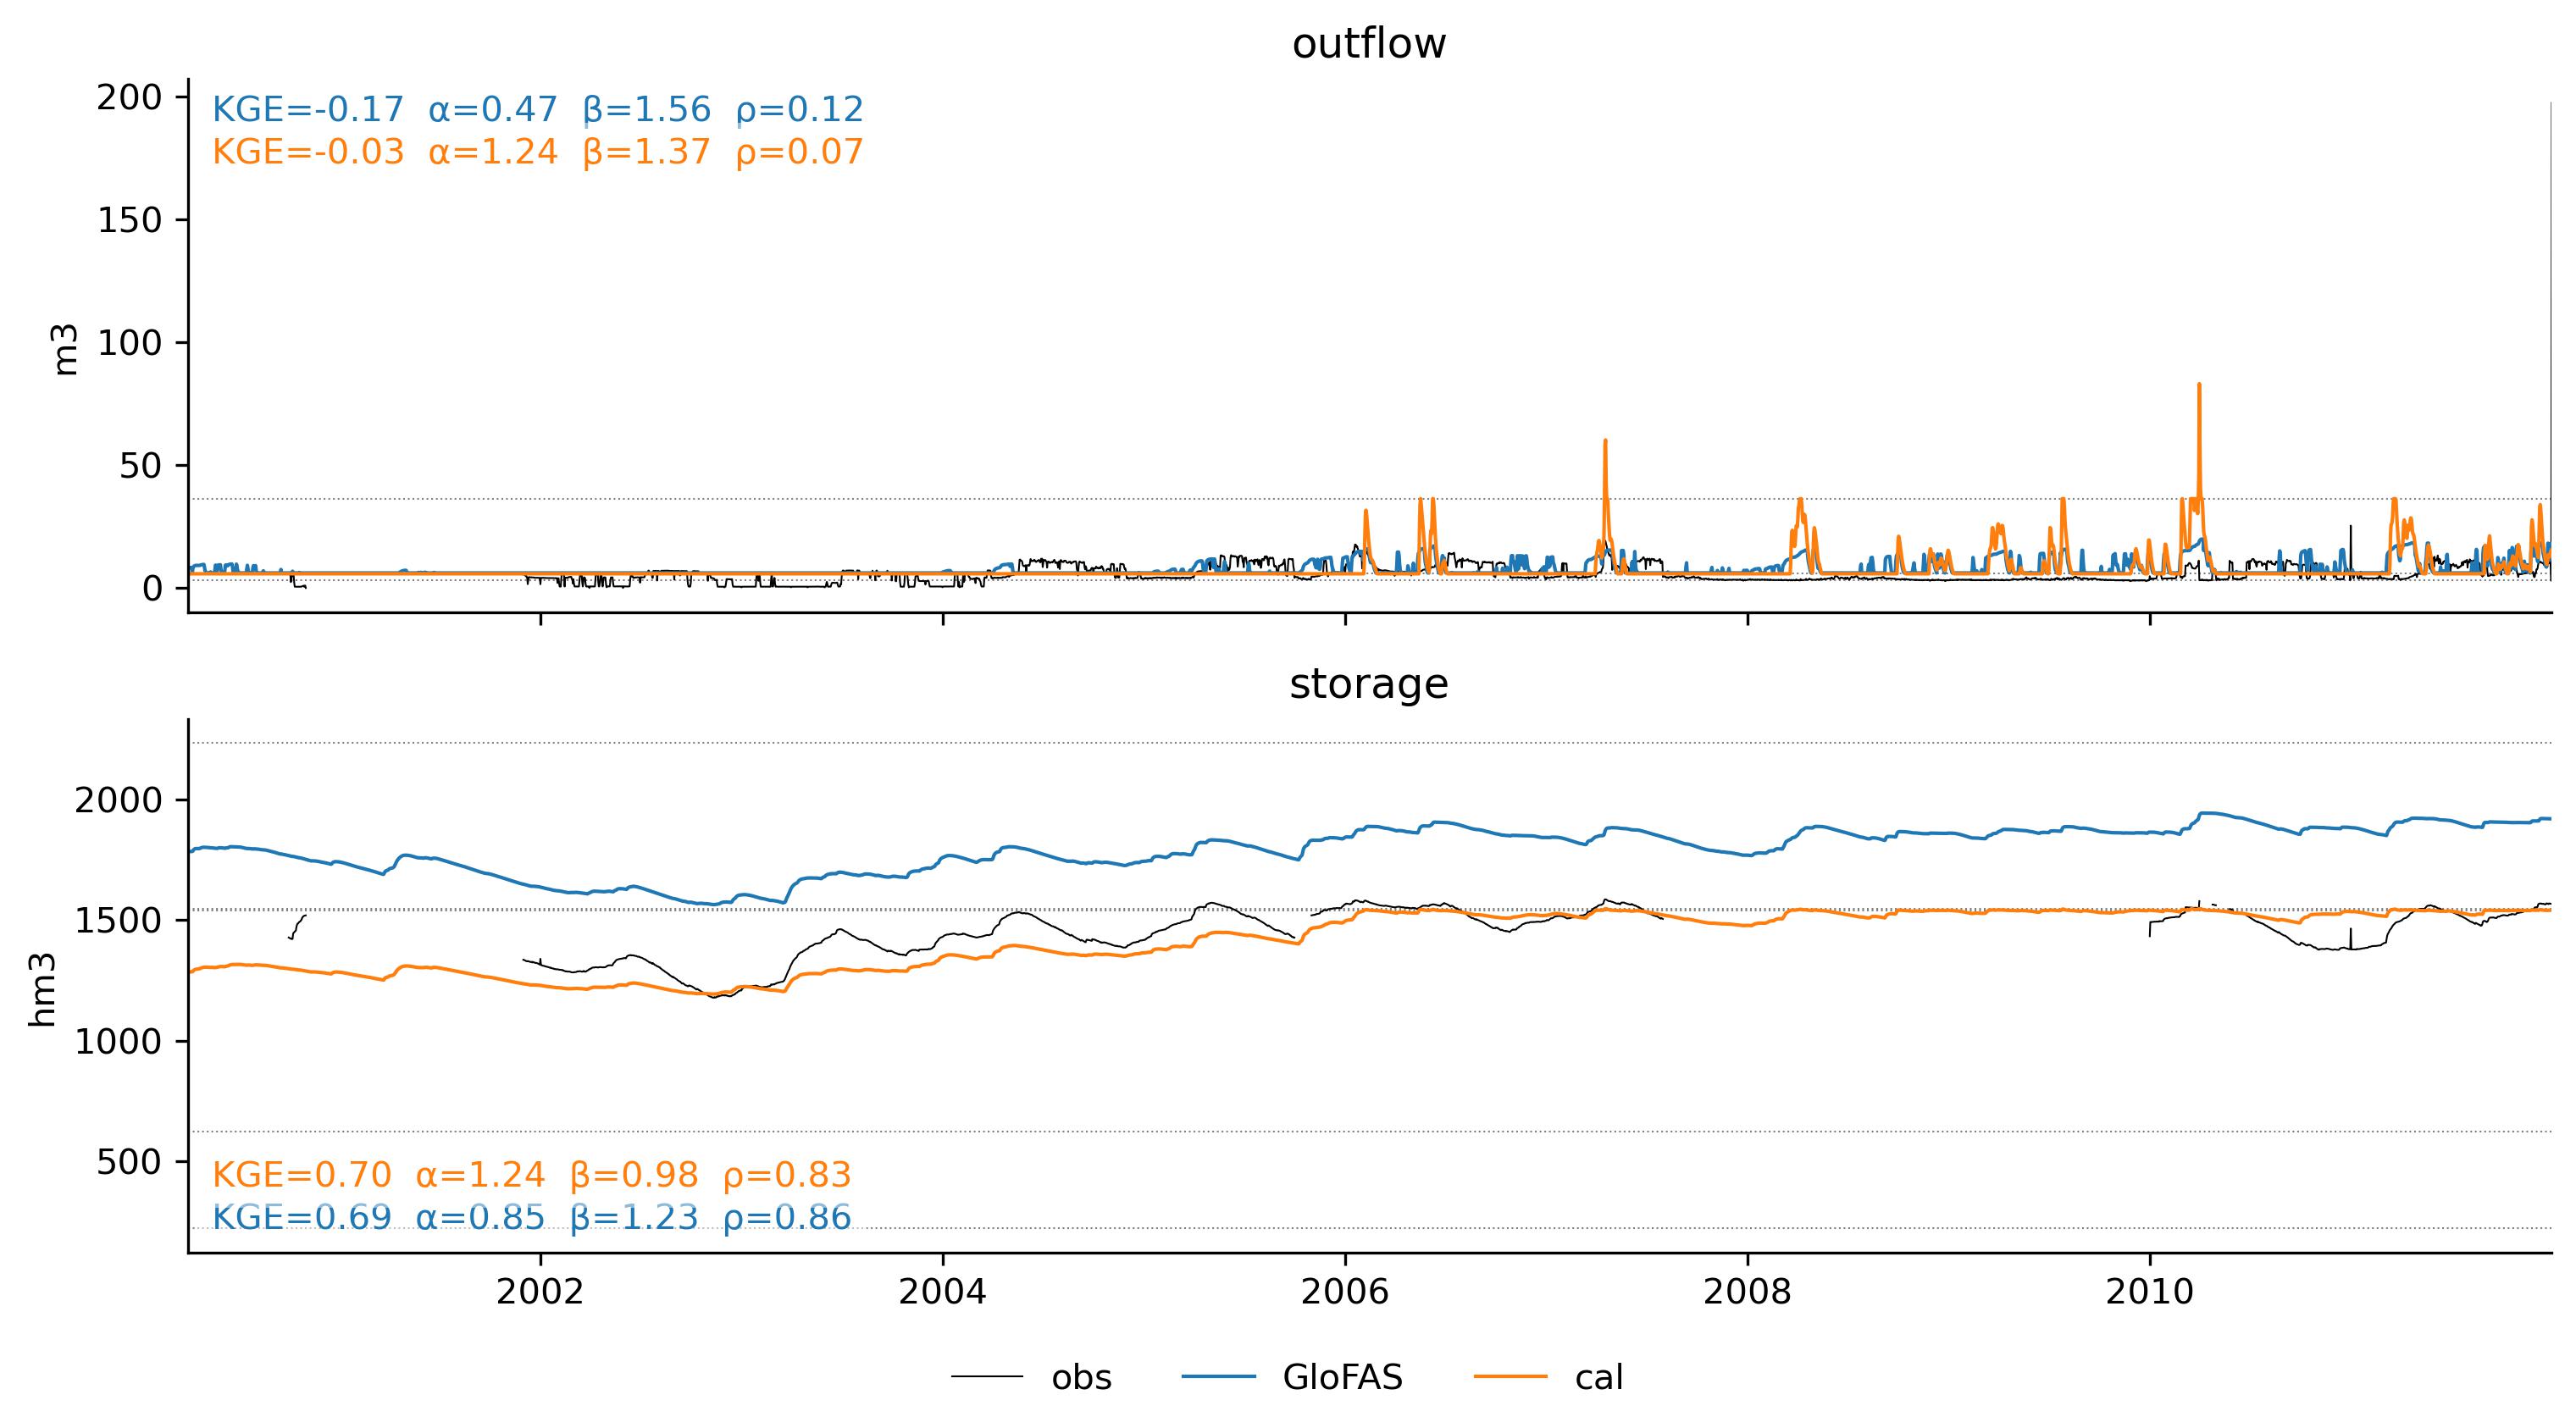 outflow
200
150
100
50
0
m3
KGE=-0.17 α=0.47 β=1.56 ρ=0.12
KGE=-0.03 α=1.24 β=1.37 ρ=0.07
storage
2000
1500
1000
500
hm3
KGE=0.70 α=1.24 β=0.98 ρ=0.83
KGE=0.69 α=0.85 β=1.23 ρ=0.86
2002 2004 2006 2008 2010
obs GloFAS cal